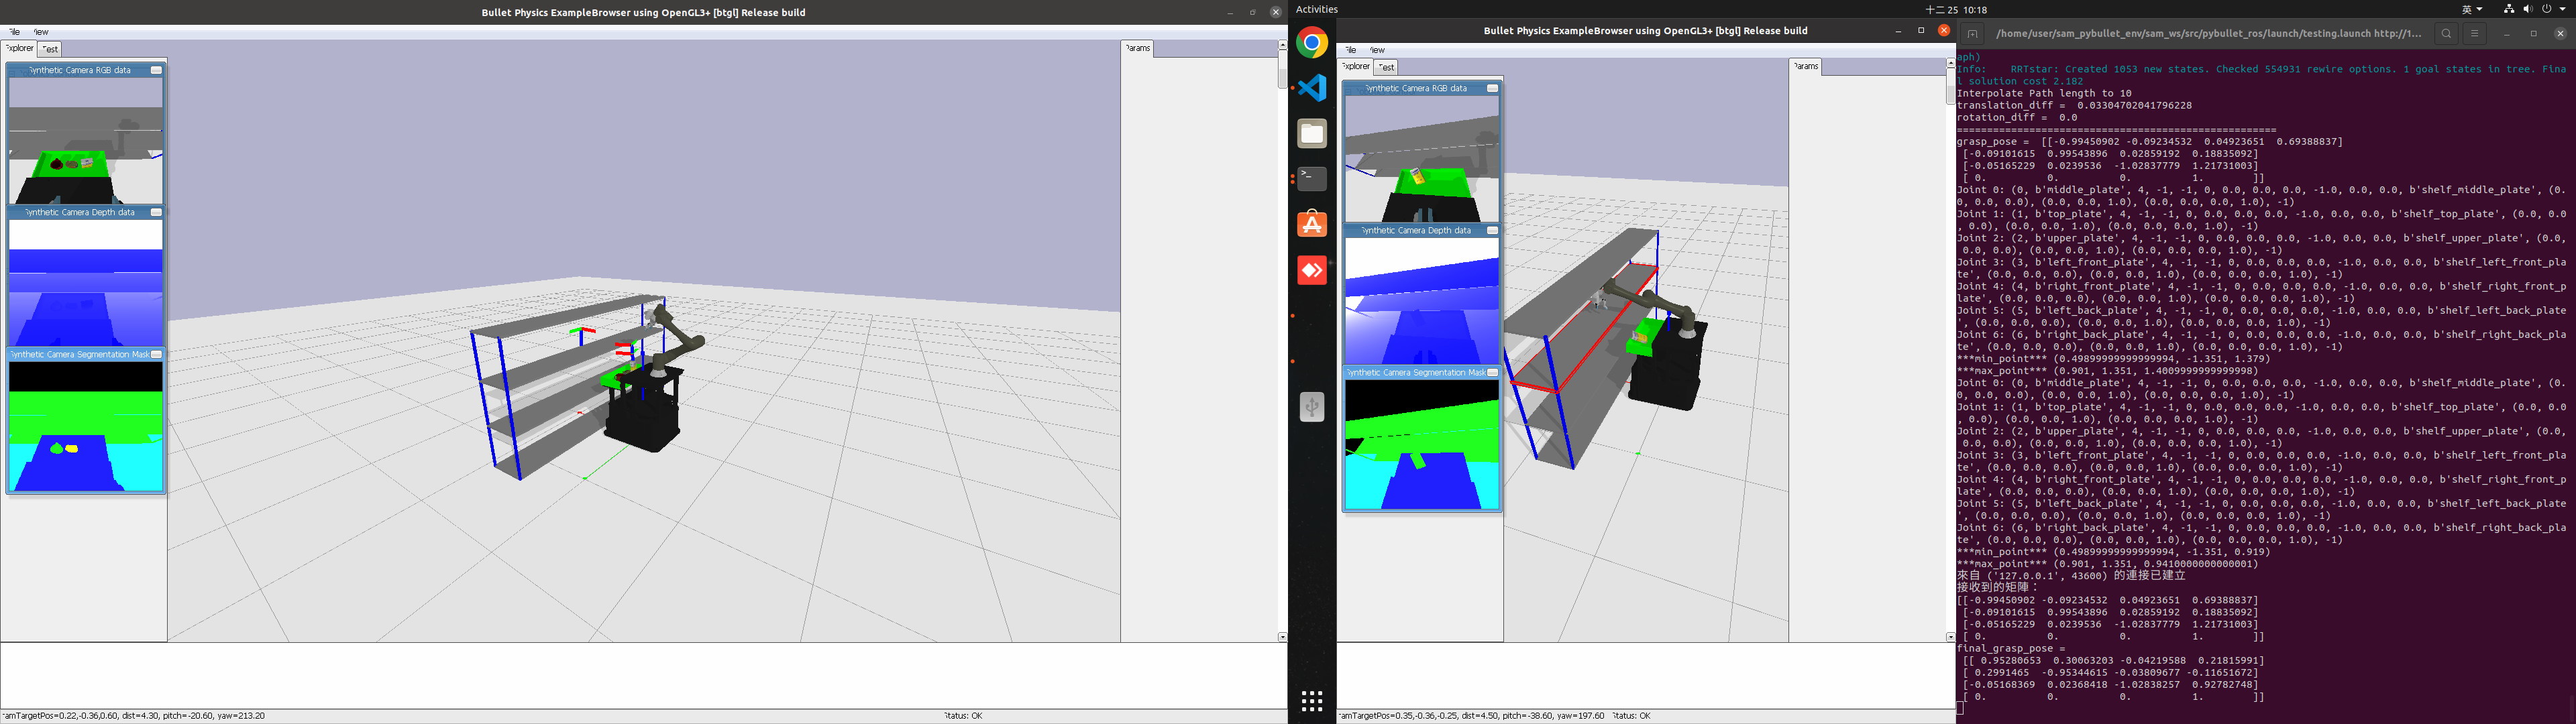 Bullet Physics ExampleBrowser using OpenGL3+ [btgl] Release build
File View
Explorer Test
Synthetic Camera RGB data
Synthetic Camera Depth data
Synthetic Camera Segmentation Mask
Params
amTargetPos=0.22,-0.36,0.60, dist=4.30, pitch=-20.60, yaw=213.20
Status: OK
Activities
十二 25 10:18
英
Bullet Physics ExampleBrowser using OpenGL3+ [btgl] Release build
File View
Explorer Test
Synthetic Camera RGB data
Synthetic Camera Depth data
Synthetic Camera Segmentation Mask
Params
amTargetPos=0.35,-0.36,-0.25, dist=4.50, pitch=-38.60, yaw=197.60
Status: OK
/home/user/sam_pybullet_env/sam_ws/src/pybullet_ros/launch/testing.launch http://1...
aph)
Info:    RRTstar: Created 1053 new states. Checked 554931 rewire options. 1 goal states in tree. Fina
l solution cost 2.182
Interpolate Path length to 10
translation_diff =  0.03304702041796228
rotation_diff =  0.0
=====================================================
grasp_pose =  [[-0.99450902 -0.09234532  0.04923651  0.69388837]
 [-0.09101615  0.99543896  0.02859192  0.18835092]
 [-0.05165229  0.0239536  -1.02837779  1.21731003]
 [ 0.          0.          0.          1.        ]]
Joint 0: (0, b'middle_plate', 4, -1, -1, 0, 0.0, 0.0, 0.0, -1.0, 0.0, 0.0, b'shelf_middle_plate', (0.
0, 0.0, 0.0), (0.0, 0.0, 1.0), (0.0, 0.0, 0.0, 1.0), -1)
Joint 1: (1, b'top_plate', 4, -1, -1, 0, 0.0, 0.0, 0.0, -1.0, 0.0, 0.0, b'shelf_top_plate', (0.0, 0.0
, 0.0), (0.0, 0.0, 1.0), (0.0, 0.0, 0.0, 1.0), -1)
Joint 2: (2, b'upper_plate', 4, -1, -1, 0, 0.0, 0.0, 0.0, -1.0, 0.0, 0.0, b'shelf_upper_plate', (0.0,
 0.0, 0.0), (0.0, 0.0, 1.0), (0.0, 0.0, 0.0, 1.0), -1)
Joint 3: (3, b'left_front_plate', 4, -1, -1, 0, 0.0, 0.0, 0.0, -1.0, 0.0, 0.0, b'shelf_left_front_pla
te', (0.0, 0.0, 0.0), (0.0, 0.0, 1.0), (0.0, 0.0, 0.0, 1.0), -1)
Joint 4: (4, b'right_front_plate', 4, -1, -1, 0, 0.0, 0.0, 0.0, -1.0, 0.0, 0.0, b'shelf_right_front_p
late', (0.0, 0.0, 0.0), (0.0, 0.0, 1.0), (0.0, 0.0, 0.0, 1.0), -1)
Joint 5: (5, b'left_back_plate', 4, -1, -1, 0, 0.0, 0.0, 0.0, -1.0, 0.0, 0.0, b'shelf_left_back_plate
', (0.0, 0.0, 0.0), (0.0, 0.0, 1.0), (0.0, 0.0, 0.0, 1.0), -1)
Joint 6: (6, b'right_back_plate', 4, -1, -1, 0, 0.0, 0.0, 0.0, -1.0, 0.0, 0.0, b'shelf_right_back_pla
te', (0.0, 0.0, 0.0), (0.0, 0.0, 1.0), (0.0, 0.0, 0.0, 1.0), -1)
***min_point*** (0.49899999999999994, -1.351, 1.379)
***max_point*** (0.901, 1.351, 1.4009999999999998)
Joint 0: (0, b'middle_plate', 4, -1, -1, 0, 0.0, 0.0, 0.0, -1.0, 0.0, 0.0, b'shelf_middle_plate', (0.
0, 0.0, 0.0), (0.0, 0.0, 1.0), (0.0, 0.0, 0.0, 1.0), -1)
Joint 1: (1, b'top_plate', 4, -1, -1, 0, 0.0, 0.0, 0.0, -1.0, 0.0, 0.0, b'shelf_top_plate', (0.0, 0.0
, 0.0), (0.0, 0.0, 1.0), (0.0, 0.0, 0.0, 1.0), -1)
Joint 2: (2, b'upper_plate', 4, -1, -1, 0, 0.0, 0.0, 0.0, -1.0, 0.0, 0.0, b'shelf_upper_plate', (0.0,
 0.0, 0.0), (0.0, 0.0, 1.0), (0.0, 0.0, 0.0, 1.0), -1)
Joint 3: (3, b'left_front_plate', 4, -1, -1, 0, 0.0, 0.0, 0.0, -1.0, 0.0, 0.0, b'shelf_left_front_pla
te', (0.0, 0.0, 0.0), (0.0, 0.0, 1.0), (0.0, 0.0, 0.0, 1.0), -1)
Joint 4: (4, b'right_front_plate', 4, -1, -1, 0, 0.0, 0.0, 0.0, -1.0, 0.0, 0.0, b'shelf_right_front_p
late', (0.0, 0.0, 0.0), (0.0, 0.0, 1.0), (0.0, 0.0, 0.0, 1.0), -1)
Joint 5: (5, b'left_back_plate', 4, -1, -1, 0, 0.0, 0.0, 0.0, -1.0, 0.0, 0.0, b'shelf_left_back_plate
', (0.0, 0.0, 0.0), (0.0, 0.0, 1.0), (0.0, 0.0, 0.0, 1.0), -1)
Joint 6: (6, b'right_back_plate', 4, -1, -1, 0, 0.0, 0.0, 0.0, -1.0, 0.0, 0.0, b'shelf_right_back_pla
te', (0.0, 0.0, 0.0), (0.0, 0.0, 1.0), (0.0, 0.0, 0.0, 1.0), -1)
***min_point*** (0.49899999999999994, -1.351, 0.919)
***max_point*** (0.901, 1.351, 0.9410000000000001)
來自 ('127.0.0.1', 43600) 的連接已建立
接收到的矩陣：
[[-0.99450902 -0.09234532  0.04923651  0.69388837]
 [-0.09101615  0.99543896  0.02859192  0.18835092]
 [-0.05165229  0.0239536  -1.02837779  1.21731003]
 [ 0.          0.          0.          1.        ]]
final_grasp_pose =
 [[ 0.95280653  0.30063203 -0.04219588  0.21815991]
 [ 0.2991465  -0.95344615 -0.03809677 -0.11651672]
 [-0.05168369  0.02368418 -1.02838257  0.92782748]
 [ 0.          0.          0.          1.        ]]